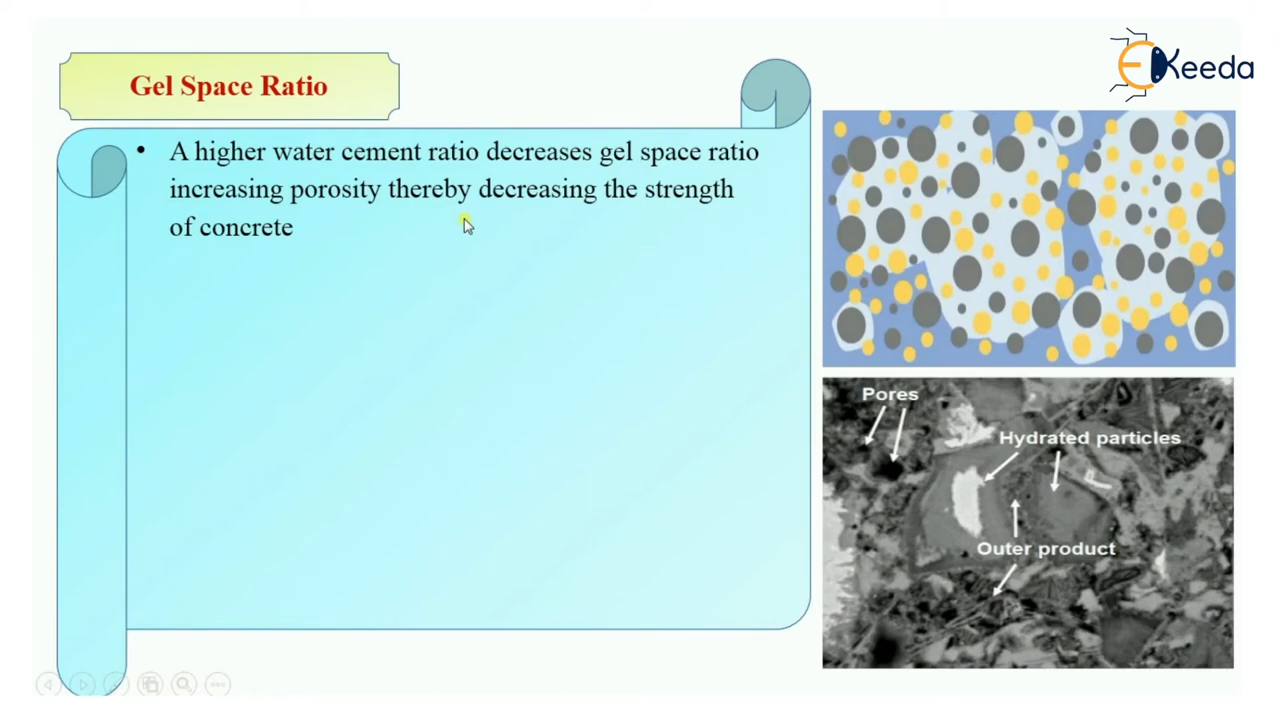 Gel Space Ratio
Keeda
• A higher water cement ratio decreases gel space ratio
increasing porosity thereby decreasing the strength
of concrete
Pores
Hydrated particles
Outer product